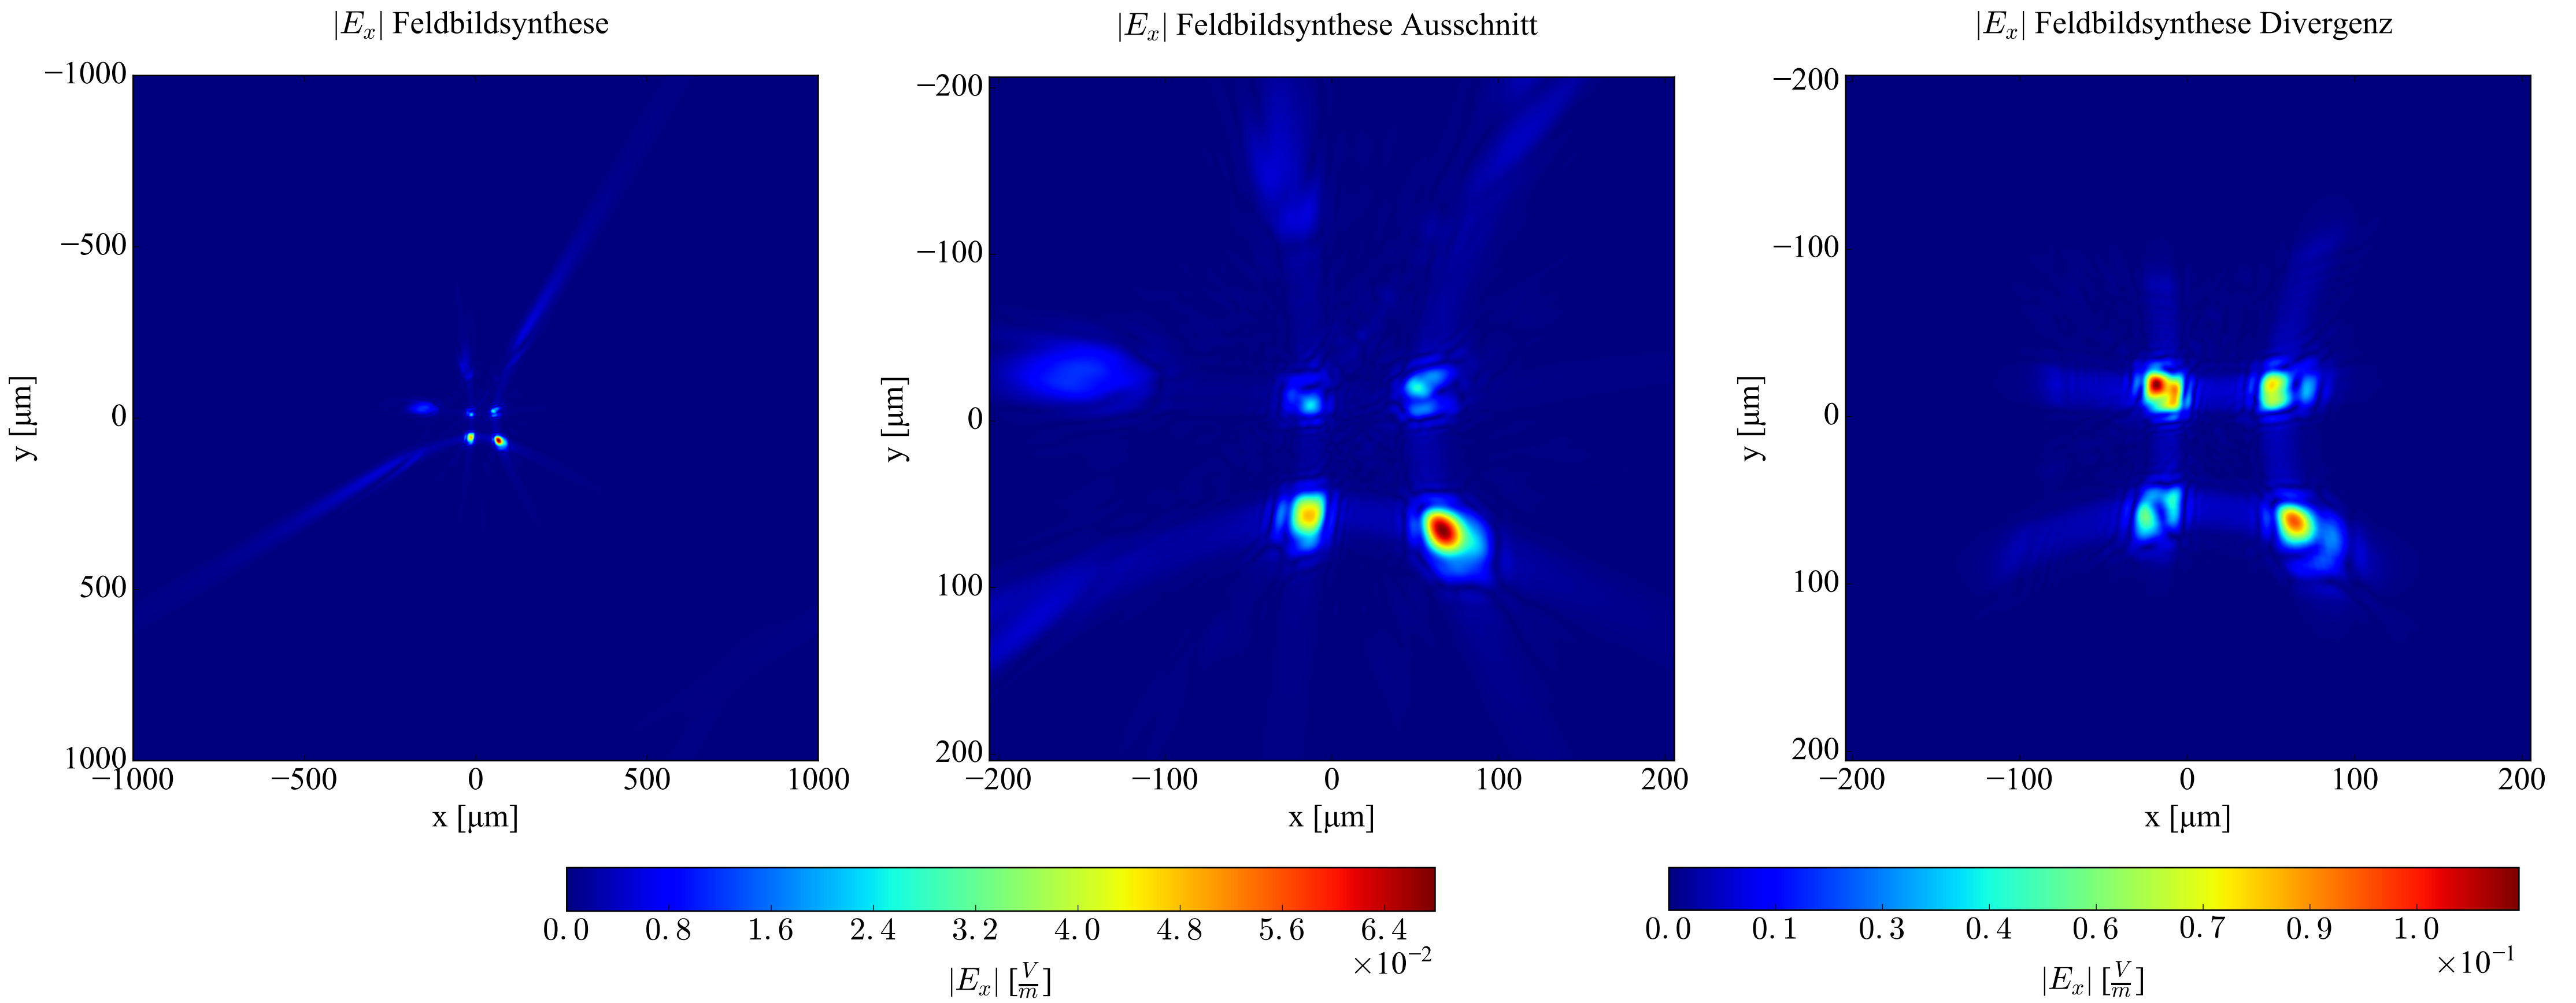 |Eₓ| Feldbildsynthese
−1000
−500
0
500
1000
y [μm]
−1000 −500 0 500 1000
x [μm]
|Eₓ| Feldbildsynthese Ausschnitt
−200
−100
0
100
200
y [μm]
−200 −100 0 100 200
x [μm]
|Eₓ| Feldbildsynthese Divergenz
−200
−100
0
100
200
y [μm]
−200 −100 0 100 200
x [μm]
0.0 0.8 1.6 2.4 3.2 4.0 4.8 5.6 6.4
×10⁻²
|Eₓ| [V/m]
0.0 0.1 0.3 0.4 0.6 0.7 0.9 1.0
×10⁻¹
|Eₓ| [V/m]